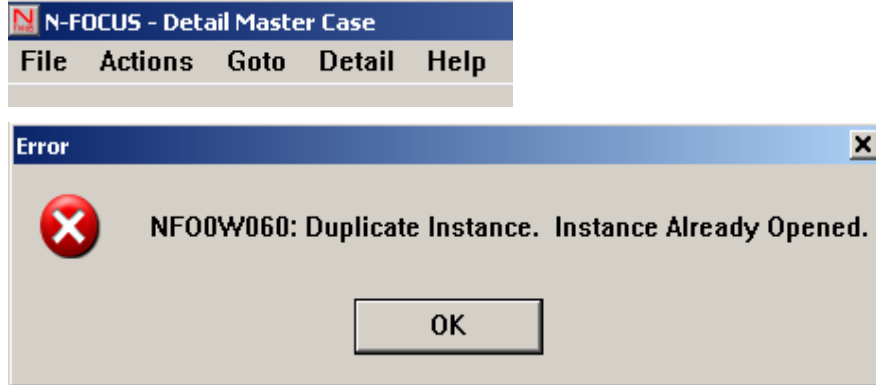 N-FOCUS - Detail Master Case
File Actions Goto Detail Help
Error
NFO0W060: Duplicate Instance. Instance Already Opened.
OK